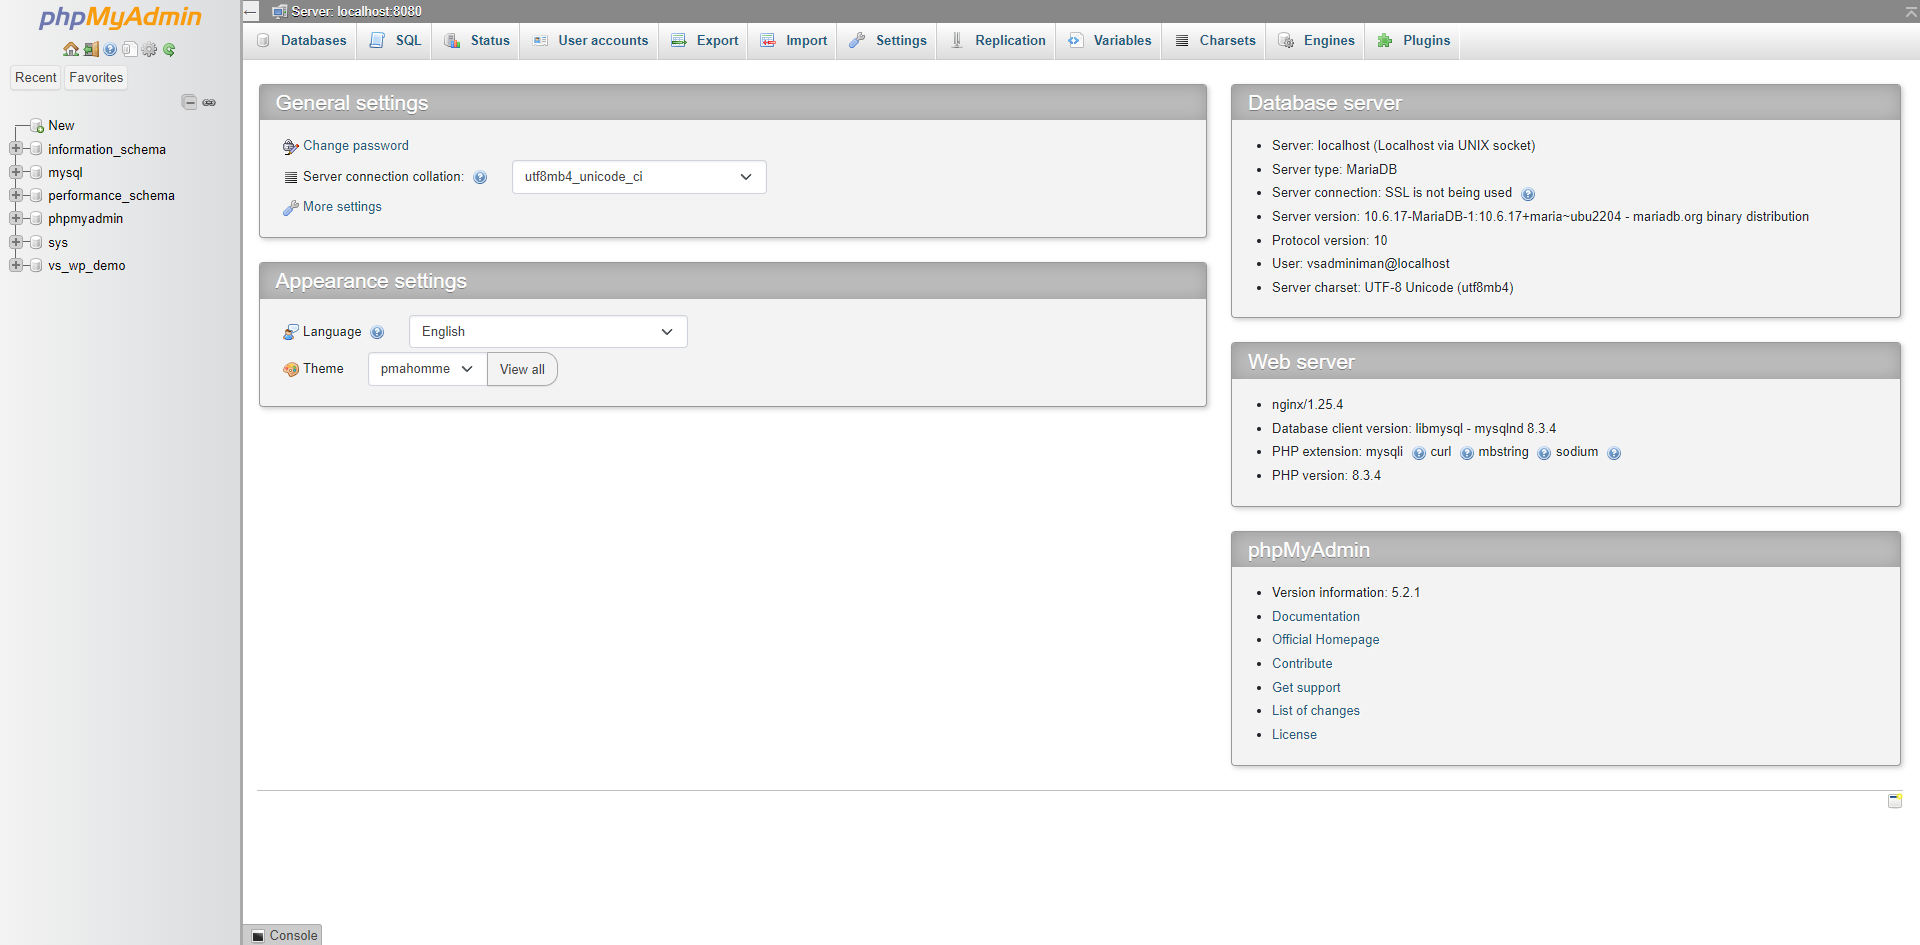 phpMyAdmin
Recent Favorites
New
information_schema
mysql
performance_schema
phpmyadmin
sys
vs_wp_demo
Server: localhost:8080
Databases SQL Status User accounts Export Import Settings Replication Variables Charsets Engines Plugins
General settings
Change password
Server connection collation: utf8mb4_unicode_ci
More settings
Appearance settings
Language English
Theme pmahomme View all
Database server
Server: localhost (Localhost via UNIX socket)
Server type: MariaDB
Server connection: SSL is not being used
Server version: 10.6.17-MariaDB-1:10.6.17+maria~ubu2204 - mariadb.org binary distribution
Protocol version: 10
User: vsadminiman@localhost
Server charset: UTF-8 Unicode (utf8mb4)
Web server
nginx/1.25.4
Database client version: libmysql - mysqlnd 8.3.4
PHP extension: mysqli curl mbstring sodium
PHP version: 8.3.4
phpMyAdmin
Version information: 5.2.1
Documentation
Official Homepage
Contribute
Get support
List of changes
License
Console